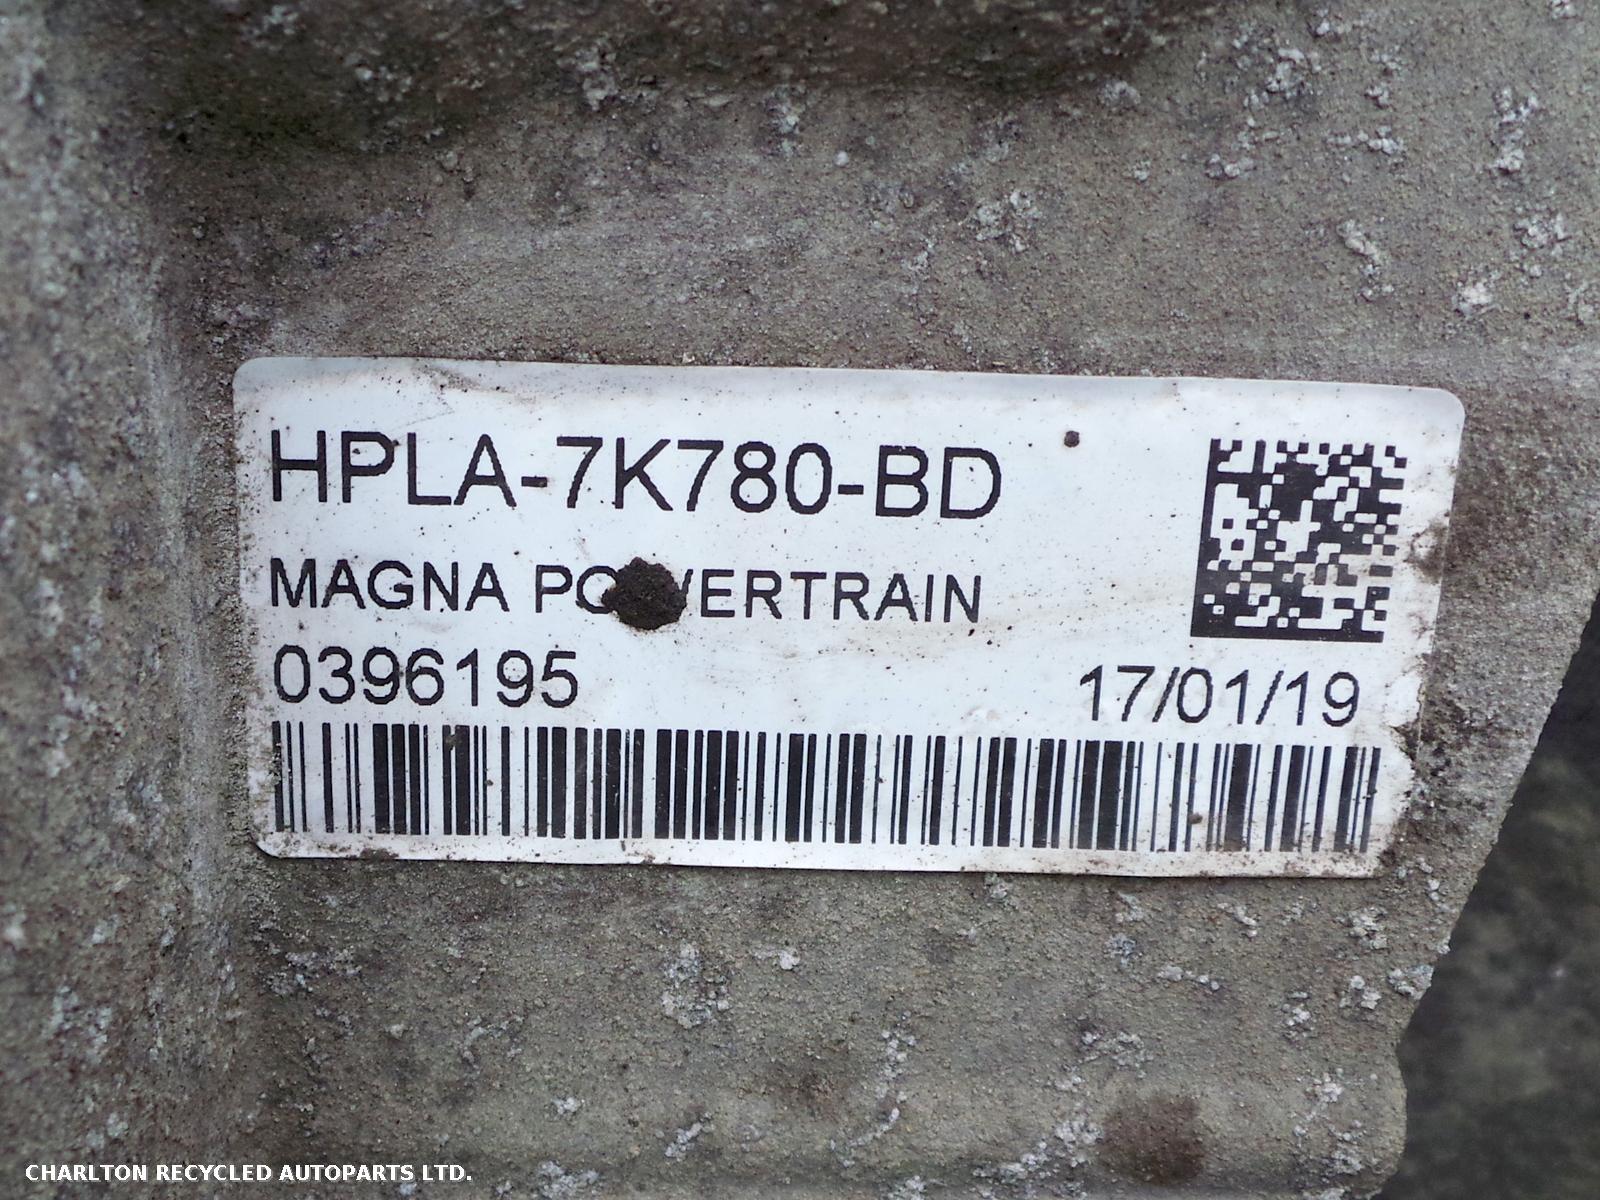 HPLA-7K780-BD
MAGNA POWERTRAIN
0396195
17/01/19
CHARLTON RECYCLED AUTOPARTS LTD.